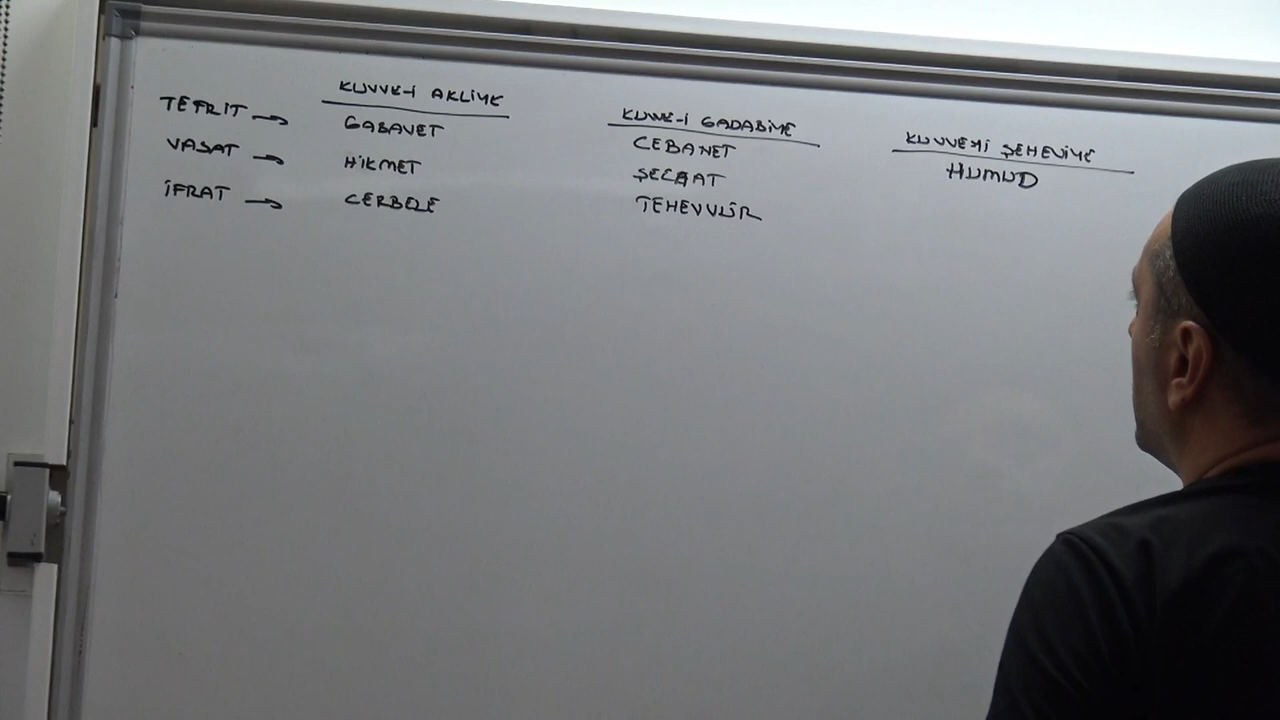 KUVVE-İ AKLİYE KUVVE-İ GADABİYE KUVVE-İ ŞEHEVİYE
TEFRİT → GABAVET CEBANET HUMUD
VASAT → HİKMET ŞECAAT
İFRAT → CERBEZE TEHEVVÜR